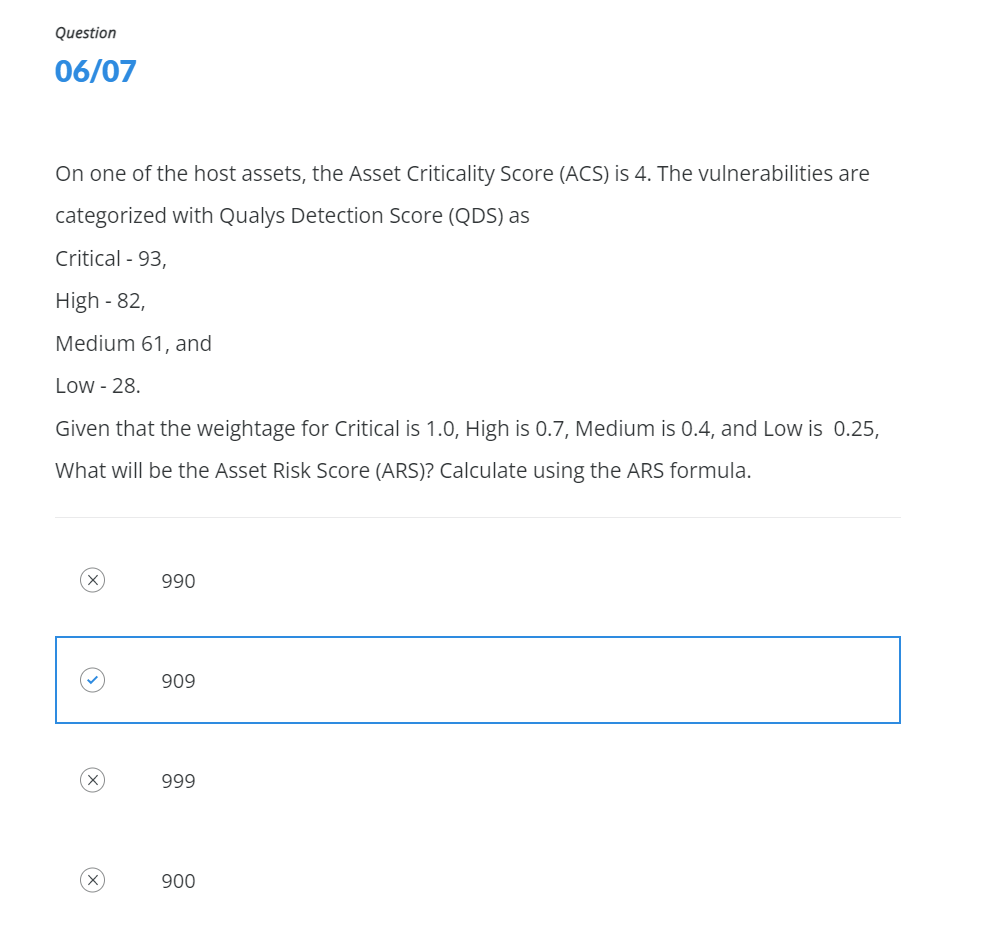 Question
06/07
On one of the host assets, the Asset Criticality Score (ACS) is 4. The vulnerabilities are
categorized with Qualys Detection Score (QDS) as
Critical - 93,
High - 82,
Medium 61, and
Low - 28.
Given that the weightage for Critical is 1.0, High is 0.7, Medium is 0.4, and Low is  0.25,
What will be the Asset Risk Score (ARS)? Calculate using the ARS formula.
990
909
999
900